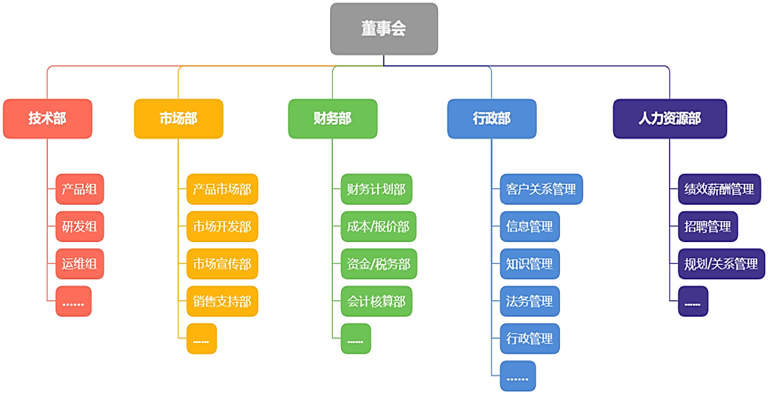 董事会
技术部
市场部
财务部
行政部
人力资源部
产品组
研发组
运维组
......
产品市场部
市场开发部
市场宣传部
销售支持部
......
财务计划部
成本/报价部
资金/税务部
会计核算部
......
客户关系管理
信息管理
知识管理
法务管理
行政管理
......
绩效薪酬管理
招聘管理
规划/关系管理
......